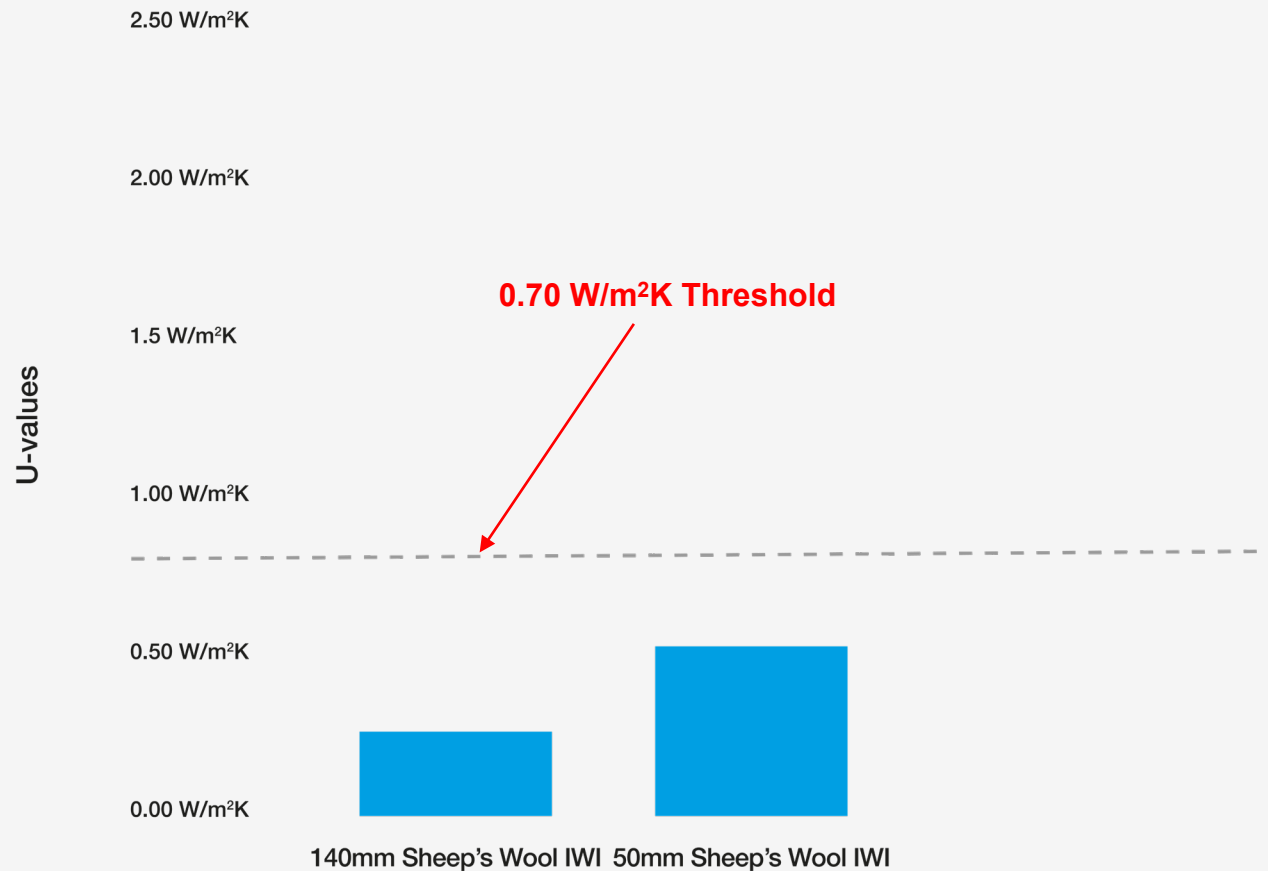 2.50 W/m²K
2.00 W/m²K
0.70 W/m²K Threshold
1.5 W/m²K
U-values
1.00 W/m²K
0.50 W/m²K
0.00 W/m²K
140mm Sheep’s Wool IWI
50mm Sheep’s Wool IWI